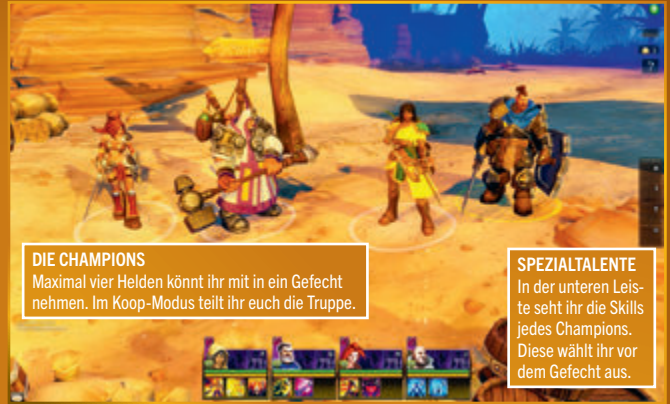 DIE CHAMPIONS
Maximal vier Helden könnt ihr mit in ein Gefecht
nehmen. Im Koop-Modus teilt ihr euch die Truppe.
SPEZIALTALENTE
In der unteren Leis-
te seht ihr die Skills
jedes Champions.
Diese wählt ihr vor
dem Gefecht aus.